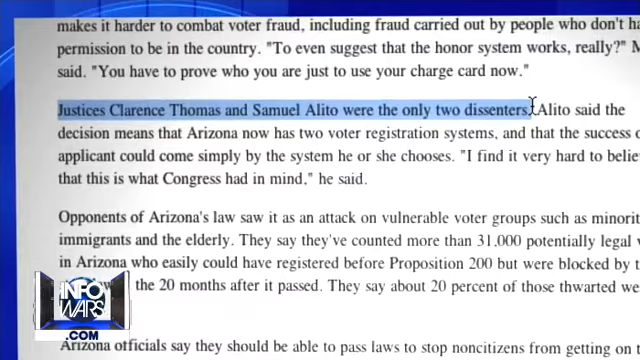 makes it harder to combat voter fraud, including fraud carried out by people who don't
permission to be in the country. "To even suggest that the honor system works, really?"
said. "You have to prove who you are just to use your charge card now."
Justices Clarence Thomas and Samuel Alito were the only two dissenters. Alito said the
decision means that Arizona now has two voter registration systems, and that the success
applicant could come simply by the system he or she chooses. "I find it very hard to
that this is what Congress had in mind," he said.
Opponents of Arizona's law saw it as an attack on vulnerable voter groups such as
immigrants and the elderly. They say they've counted more than 31,000 potentially legal
in Arizona who easily could have registered before Proposition 200 but were blocked by
the 20 months after it passed. They say about 20 percent of those thwarted
INFO
WARS
.COM
Arizona officials say they should be able to pass laws to stop noncitizens from getting on